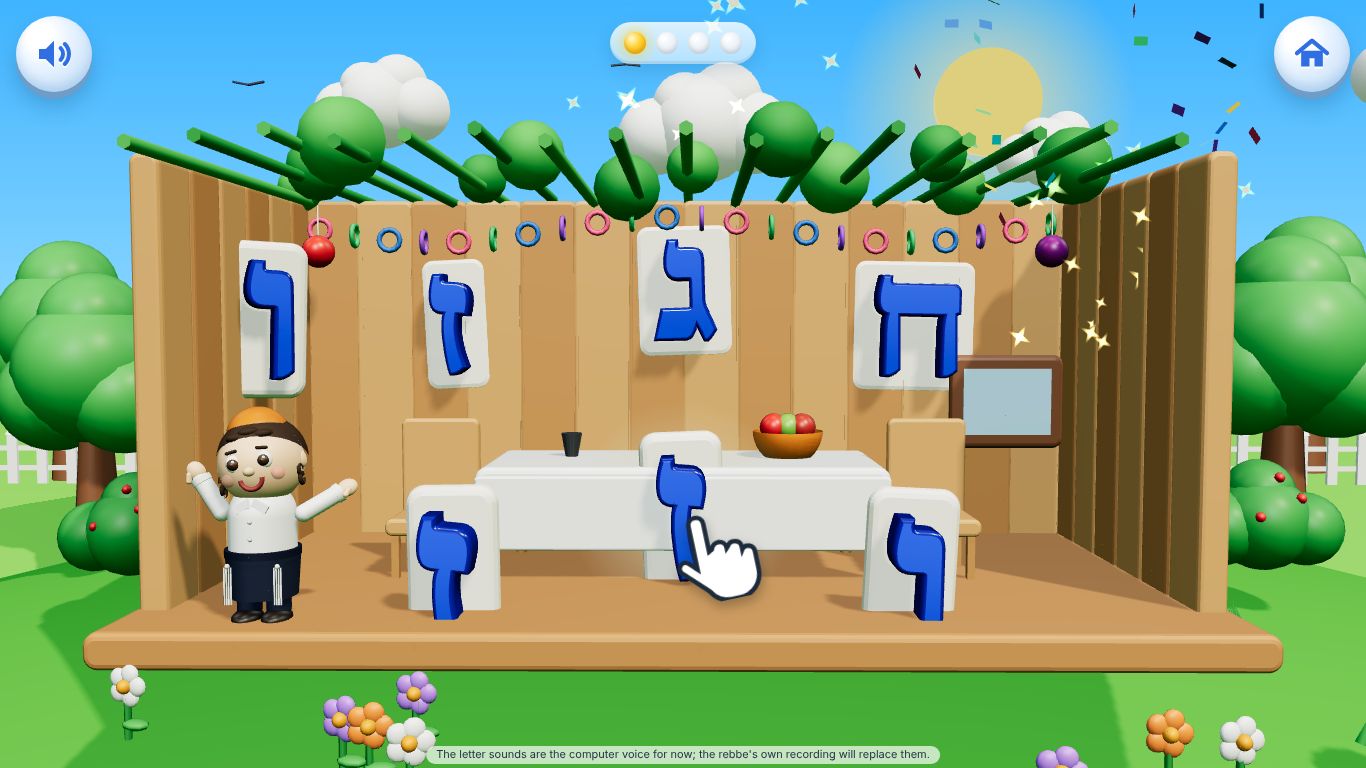 ח ג ז ו
ו ז ז
The letter sounds are the computer voice for now; the rebbe's own recording will replace them.